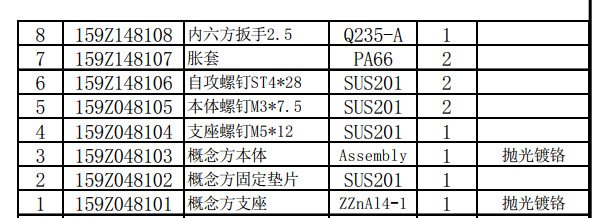 8 159Z148108 内六方扳手2.5 Q235-A 1
7 159Z148107 胀套 PA66 2
6 159Z148106 自攻螺钉ST4*28 SUS201 2
5 159Z048105 本体螺钉M3*7.5 SUS201 2
4 159Z048104 支座螺钉M5*12 SUS201 1
3 159Z048103 概念方本体 Assembly 1 抛光镀铬
2 159Z048102 概念方固定垫片 SUS201 1
1 159Z048101 概念方支座 ZZnAl4-1 1 抛光镀铬